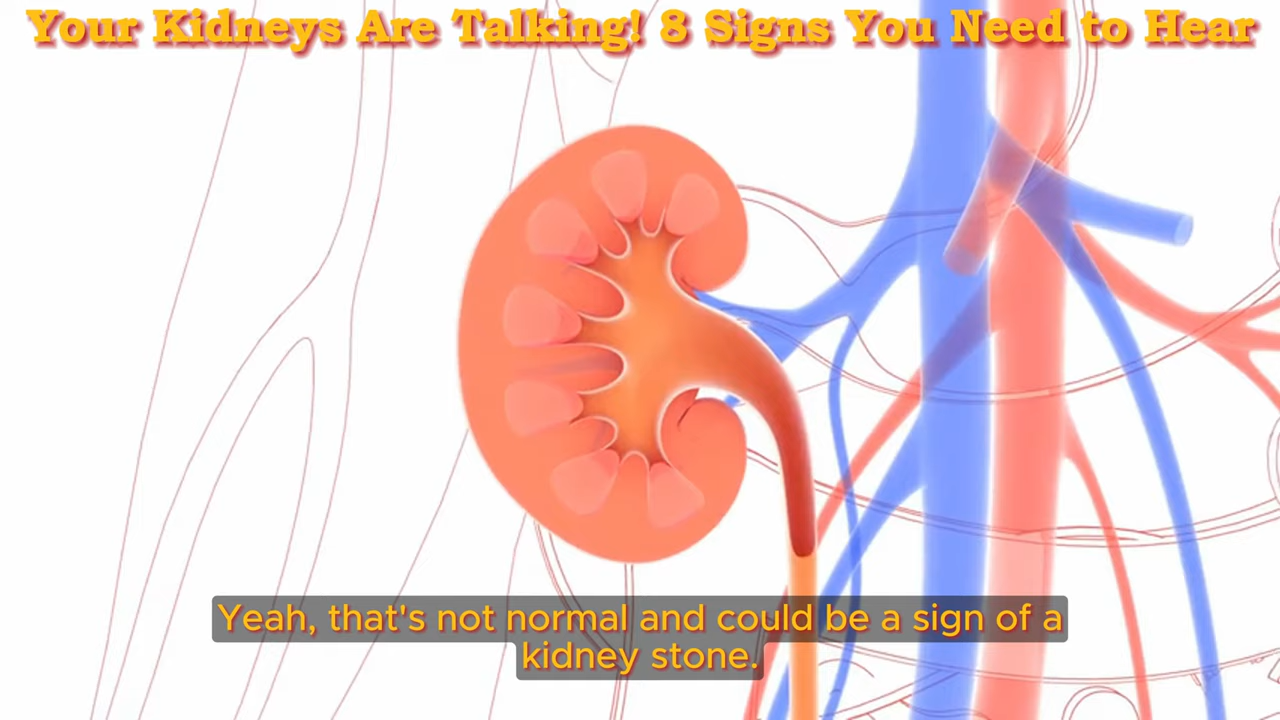 Your Kidneys Are Talking! 8 Signs You Need to Hear
Yeah, that's not normal and could be a sign of a
kidney stone.